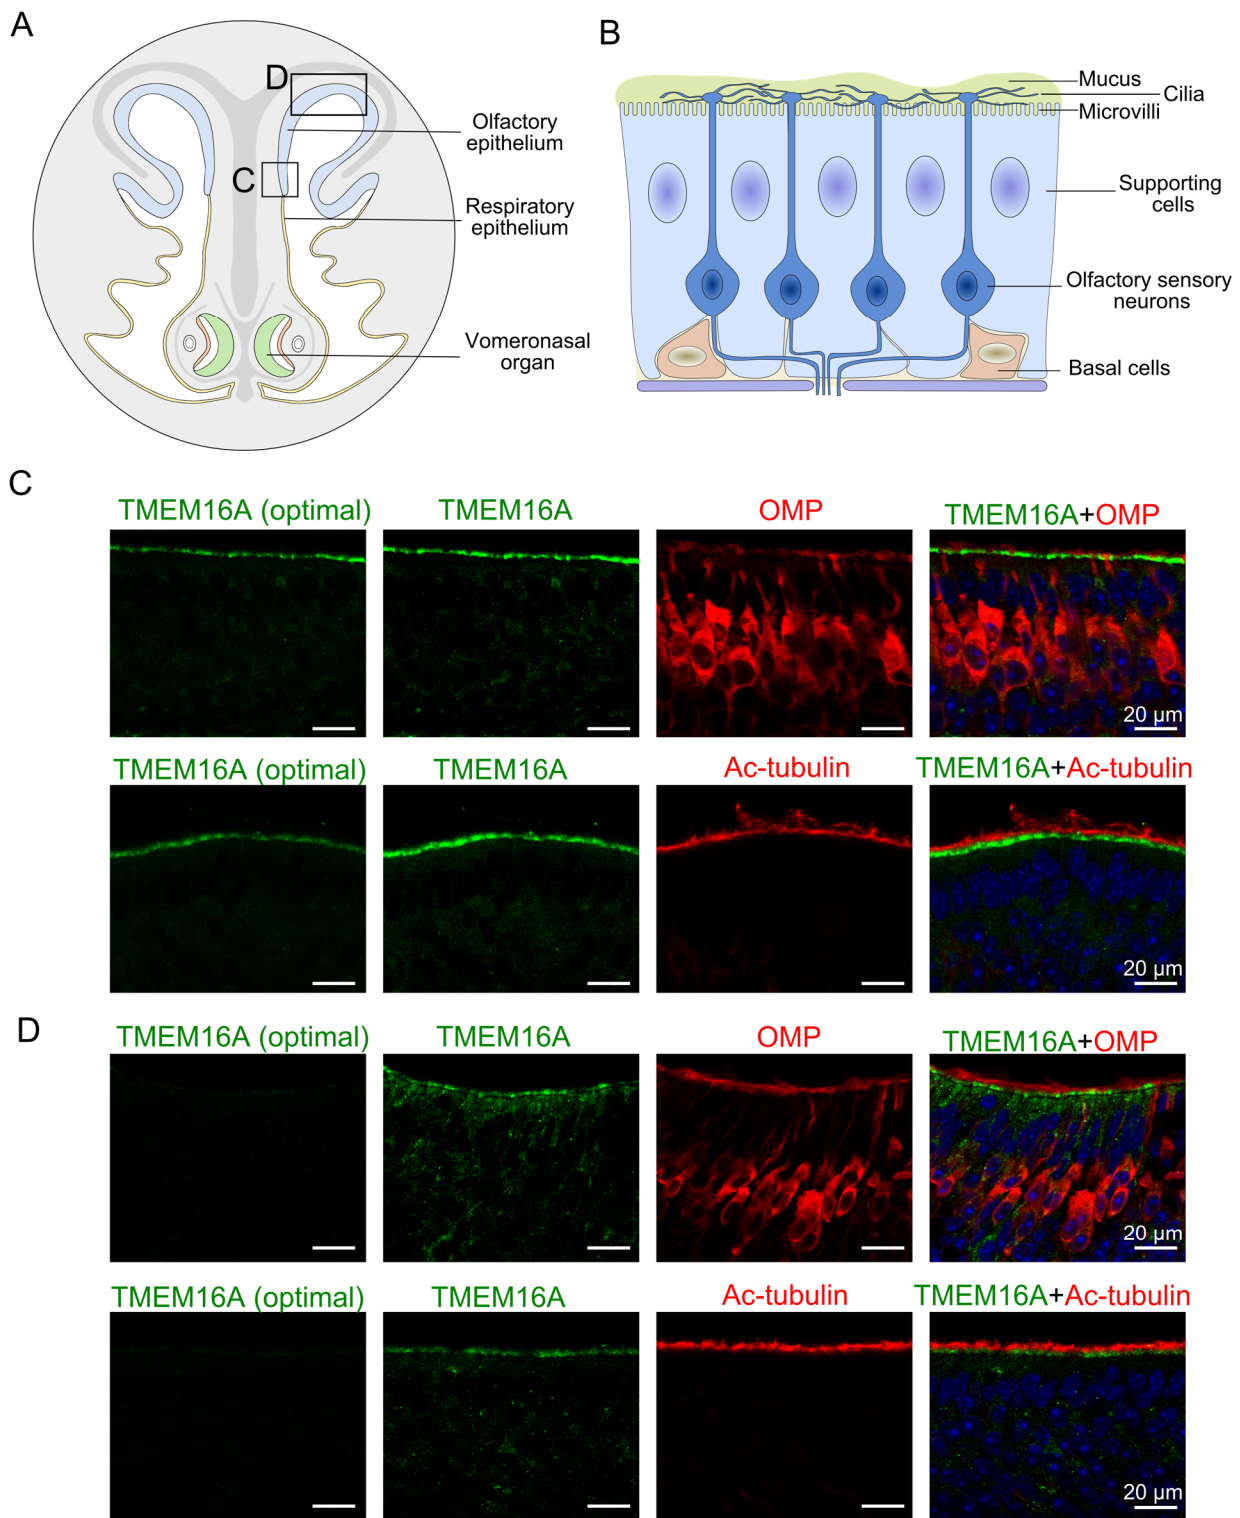 A
D
C
Olfactory
epithelium
Respiratory
epithelium
Vomeronasal
organ
B
Mucus
Cilia
Microvilli
Supporting
cells
Olfactory sensory
neurons
Basal cells
C
TMEM16A (optimal)
TMEM16A
OMP
TMEM16A+OMP
20 µm
TMEM16A (optimal)
TMEM16A
Ac-tubulin
TMEM16A+Ac-tubulin
20 µm
D
TMEM16A (optimal)
TMEM16A
OMP
TMEM16A+OMP
20 µm
TMEM16A (optimal)
TMEM16A
Ac-tubulin
TMEM16A+Ac-tubulin
20 µm